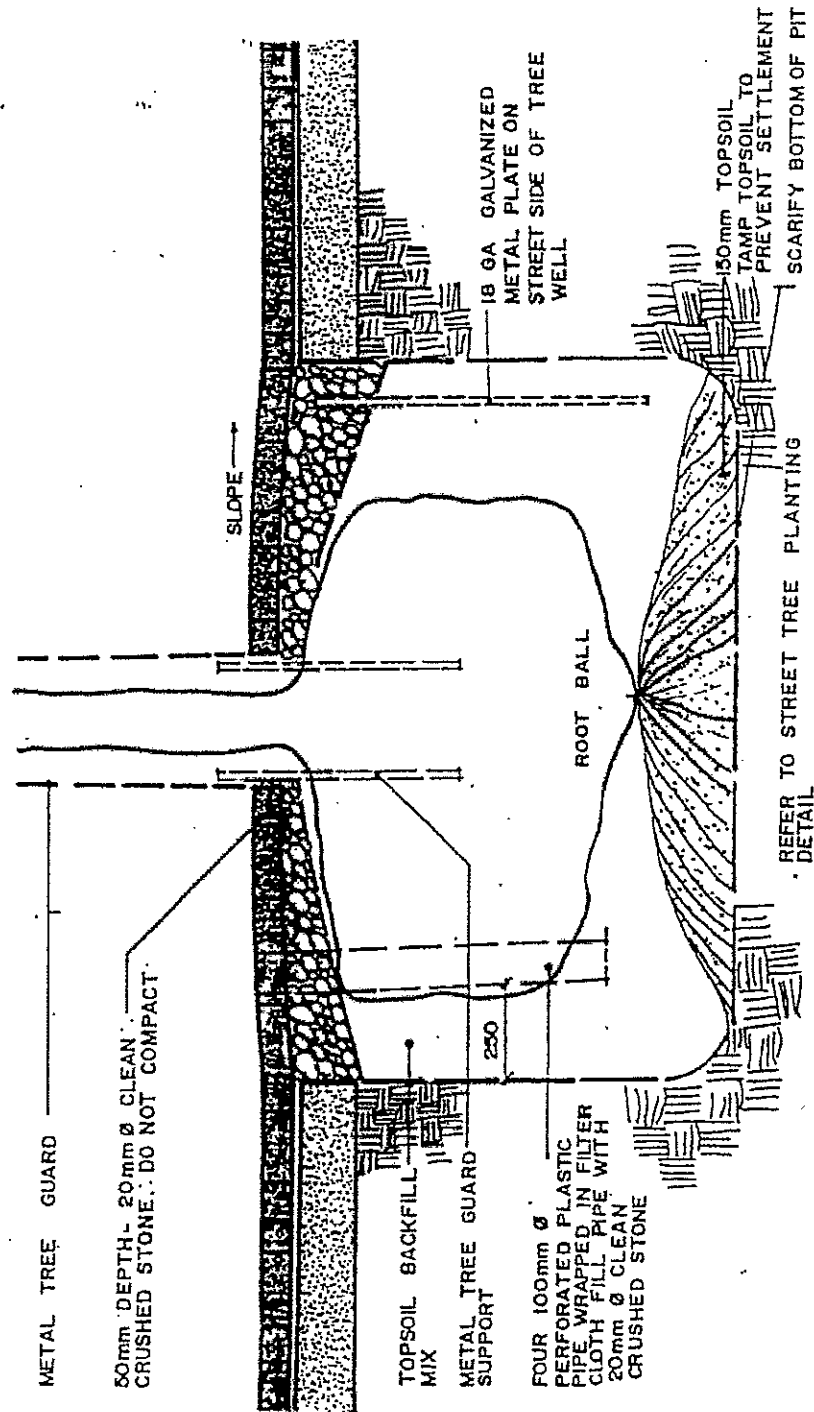 METAL TREE GUARD
50mm DEPTH- 20mm Ø CLEAN
CRUSHED STONE. DO NOT COMPACT
TOPSOIL BACKFILL
MIX
METAL TREE GUARD
SUPPORT
FOUR 100mm Ø
PERFORATED PLASTIC
PIPE WRAPPED IN FILTER
CLOTH FILL PIPE WITH
20mm Ø CLEAN
CRUSHED STONE
250
SLOPE
ROOT BALL
18 GA GALVANIZED
METAL PLATE ON
STREET SIDE OF TREE
WELL
150mm TOPSOIL
TAMP TOPSOIL TO
PREVENT SETTLEMENT
SCARIFY BOTTOM OF PIT
REFER TO STREET TREE PLANTING
DETAIL